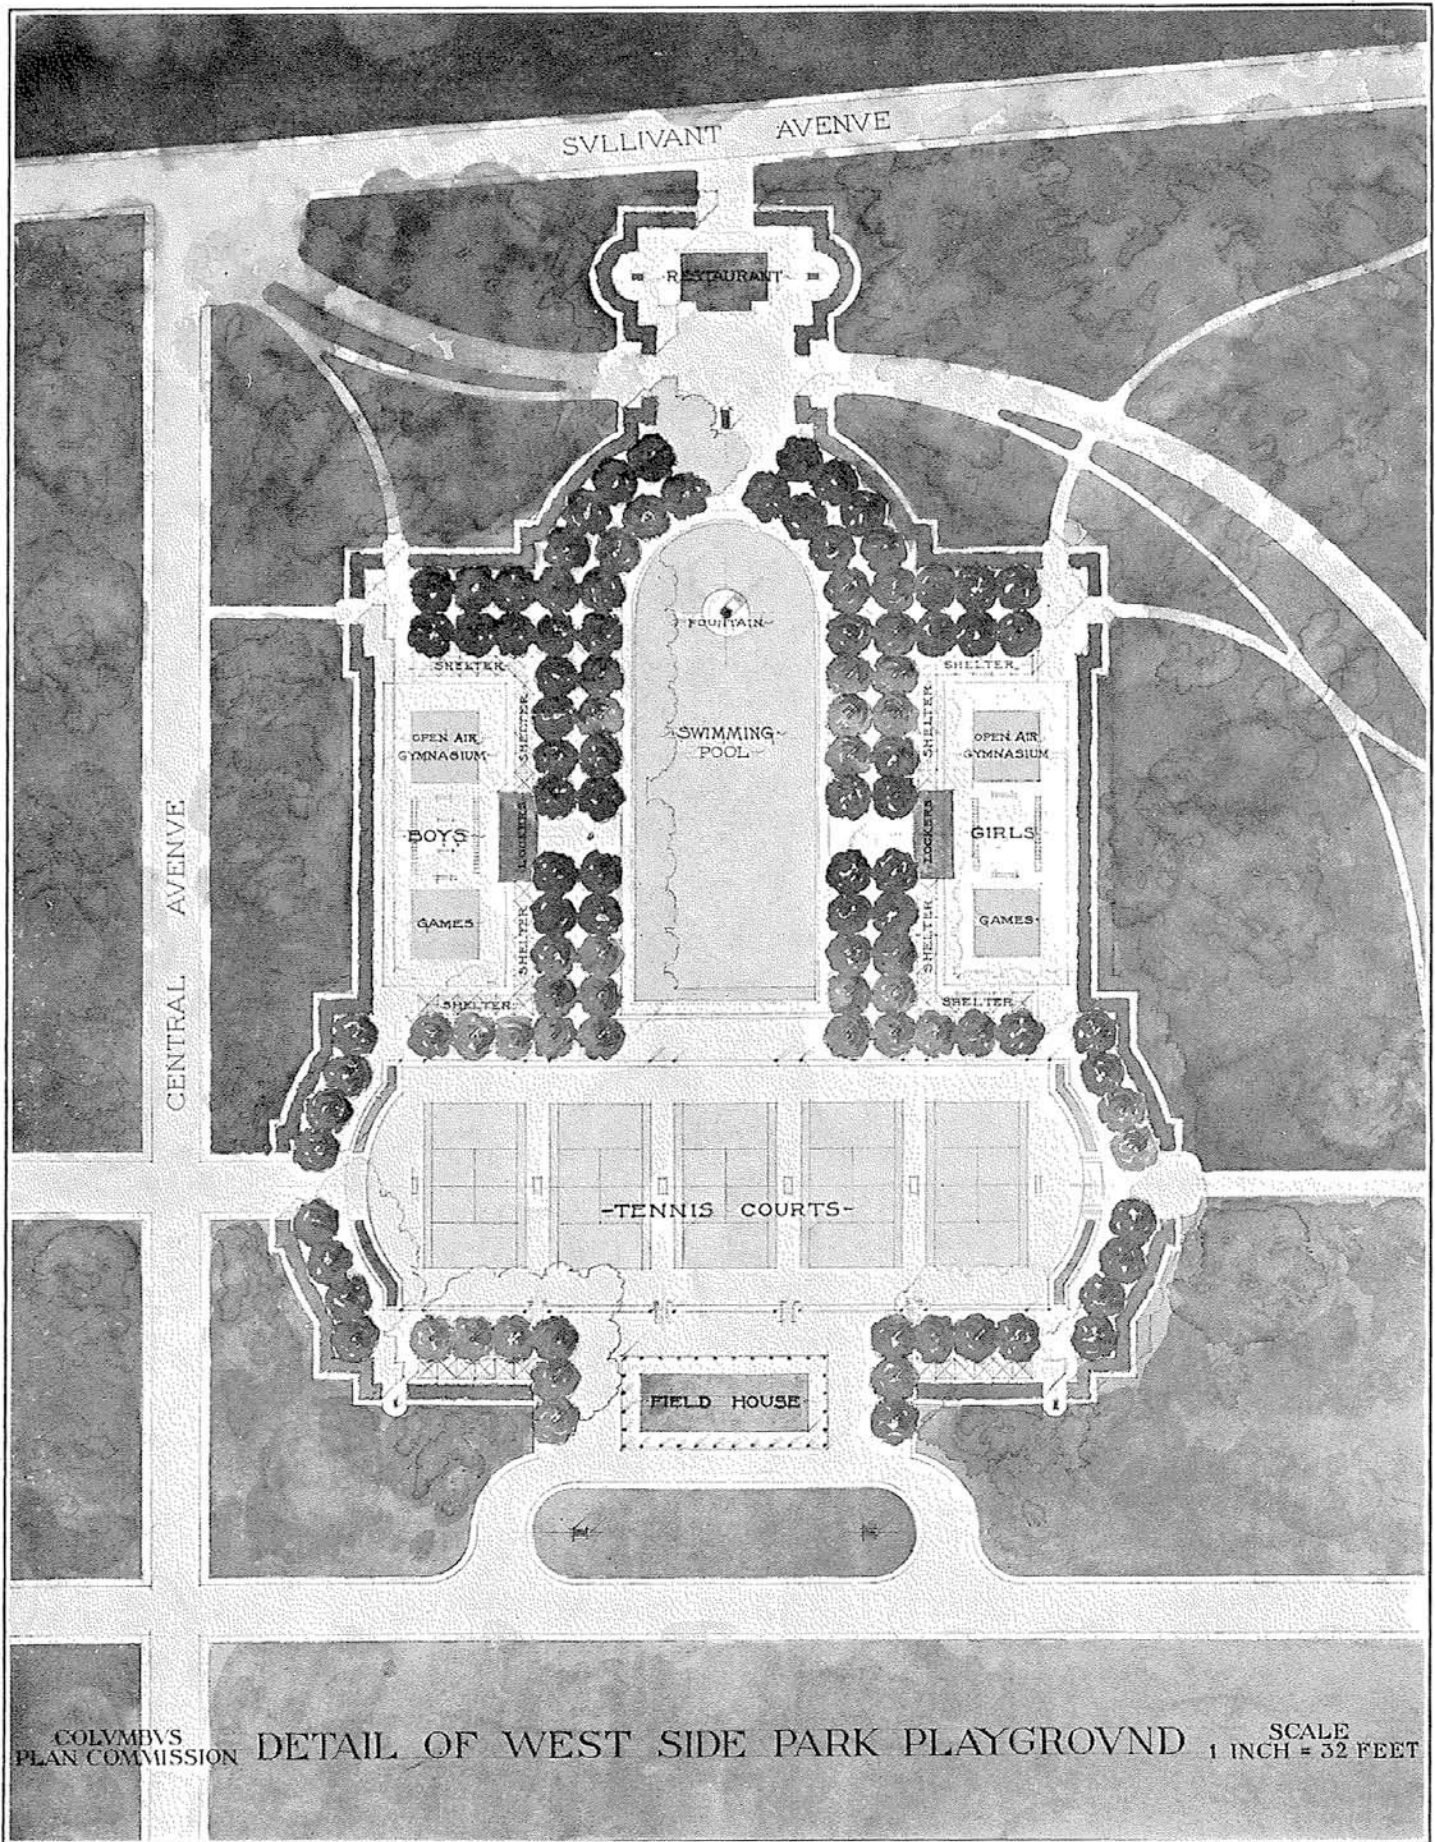 SVLLIVANT AVENVE
RESTAURANT
FOUNTAIN
SHELTER
SHELTER
SHELTER
SHELTER
OPEN AIR
GYMNASIUM
SWIMMING
POOL
OPEN AIR
GYMNASIUM
CENTRAL AVENVE
BOYS
LOCKERS
LOCKERS
GIRLS
GAMES
SHELTER
SHELTER
GAMES
SHELTER
SHELTER
-TENNIS COURTS-
FIELD HOUSE
COLVMBVS
PLAN COMMISSION
DETAIL OF WEST SIDE PARK PLAYGROVND
SCALE
1 INCH = 32 FEET